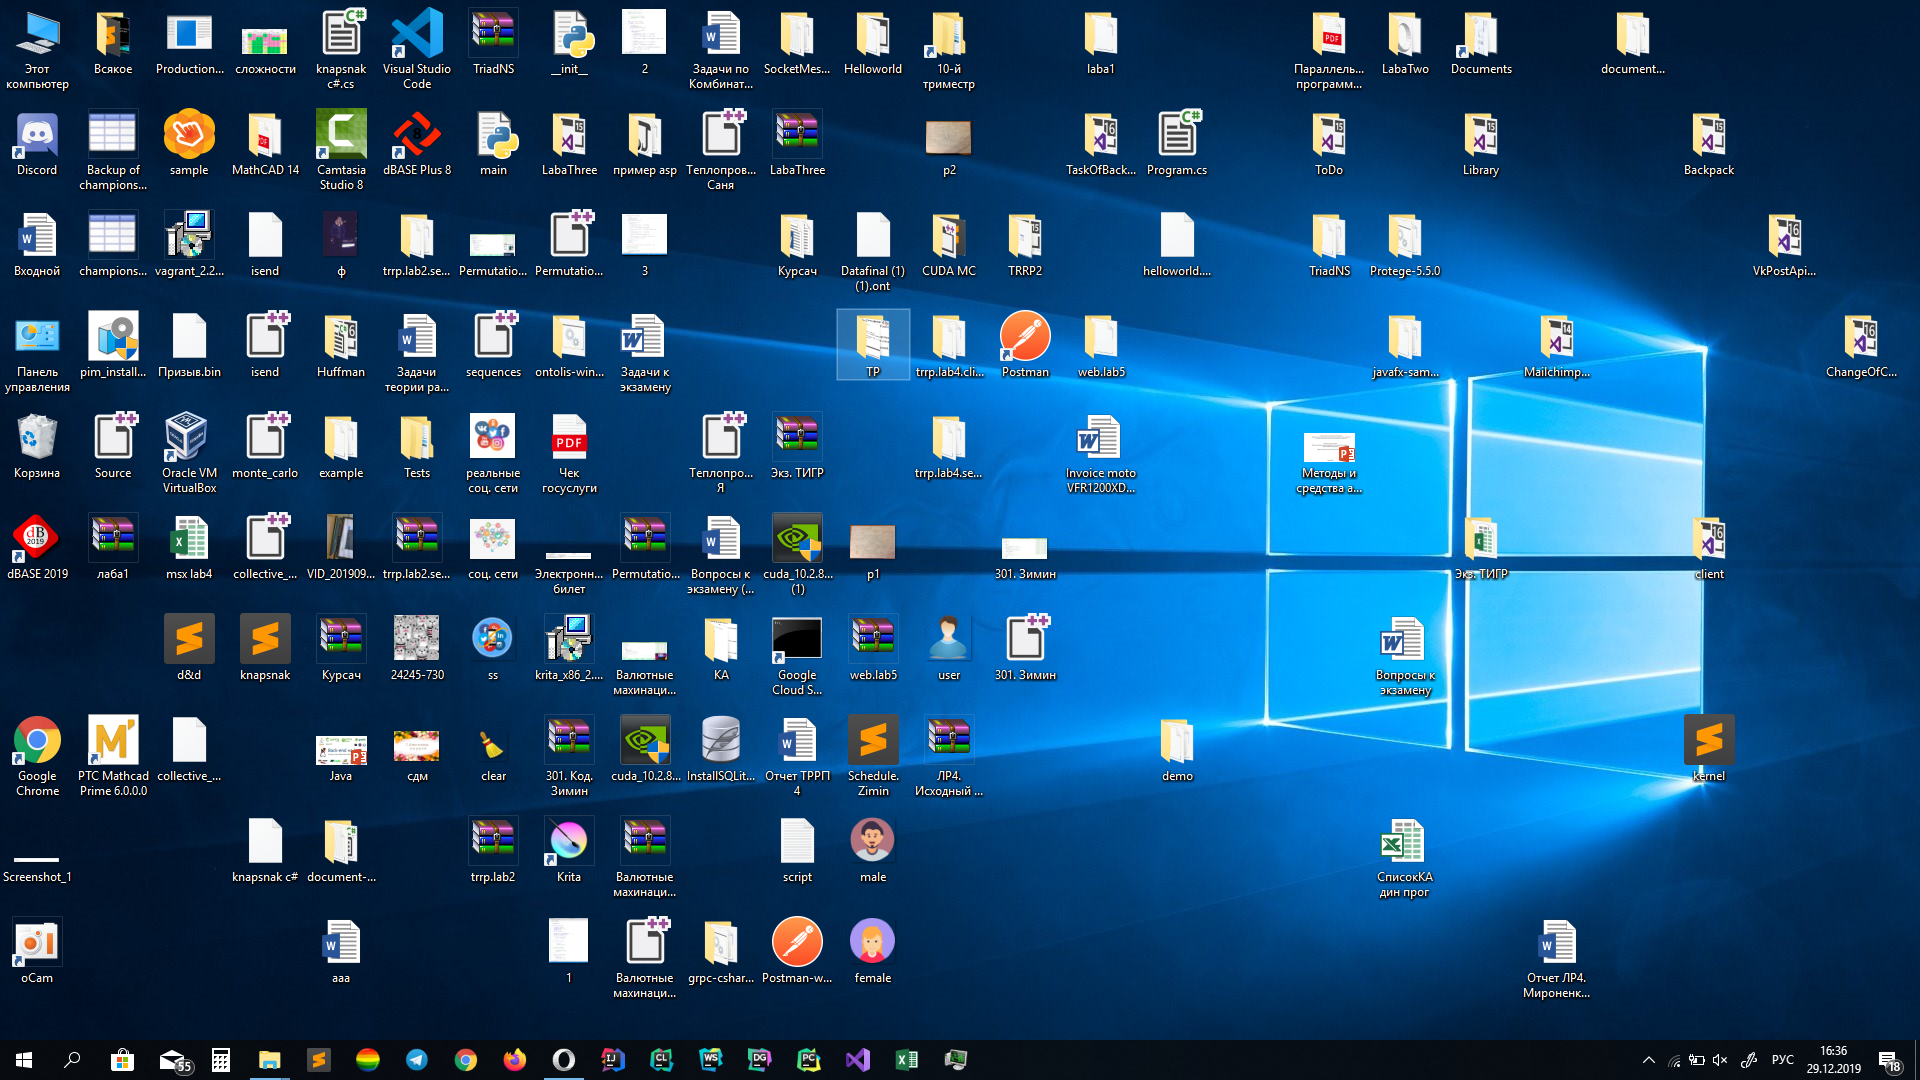 Этот
компьютер
Всякое
Production...
сложности
knapsnak
c#.cs
Visual Studio
Code
TriadNS
__init__
2
Задачи по
Комбинат...
SocketMes...
Helloworld
10-й
триместр
laba1
Параллель...
программ...
LabaTwo
Documents
document...
Discord
Backup of
champions...
sample
MathCAD 14
Camtasia
Studio 8
dBASE Plus 8
main
LabaThree
пример asp
Теплопров...
Саня
LabaThree
p2
TaskOfBack...
Program.cs
ToDo
Library
Backpack
Входной
champions...
vagrant_2.2...
isend
ф
trrp.lab2.se...
Permutatio...
Permutatio...
3
Курсач
Datafinal (1)
(1).ont
CUDA MC
TRRP2
helloworld....
TriadNS
Protege-5.5.0
VkPostApi...
Панель
управления
pim_install...
Призыв.bin
isend
Huffman
Задачи
теории ра...
sequences
ontolis-win...
Задачи к
экзамену
TP
trrp.lab4.cli...
Postman
web.lab5
javafx-sam...
Mailchimp...
ChangeOfC...
Корзина
Source
Oracle VM
VirtualBox
monte_carlo
example
Tests
реальные
соц. сети
Чек
госуслуги
Теплопро...
Я
Экз. ТИГР
trrp.lab4.se...
Invoice moto
VFR1200XD...
Методы и
средства а...
dBASE 2019
лаба1
msx lab4
collective_...
VID_201909...
trrp.lab2.se...
соц. сети
Электронн...
билет
Permutatio...
Вопросы к
экзамену (...
cuda_10.2.8...
(1)
p1
301. Зимин
Экз. ТИГР
client
d&d
knapsnak
Курсач
24245-730
ss
krita_x86_2....
Валютные
махинаци...
КА
Google
Cloud S...
web.lab5
user
301. Зимин
Вопросы к
экзамену
Google
Chrome
PTC Mathcad
Prime 6.0.0.0
collective_...
Java
сдм
clear
301. Код.
Зимин
cuda_10.2.8...
InstallSQLit...
Отчет ТРРП
4
Schedule.
Zimin
ЛР4.
Исходный ...
demo
kernel
Screenshot_1
knapsnak c#
document-...
trrp.lab2
Krita
Валютные
махинаци...
script
male
СписокКА
дин прог
oCam
aaa
1
Валютные
махинаци...
grpc-cshar...
Postman-w...
female
Отчет ЛР4.
Мироненк...
55
РУС
16:36
29.12.2019
18